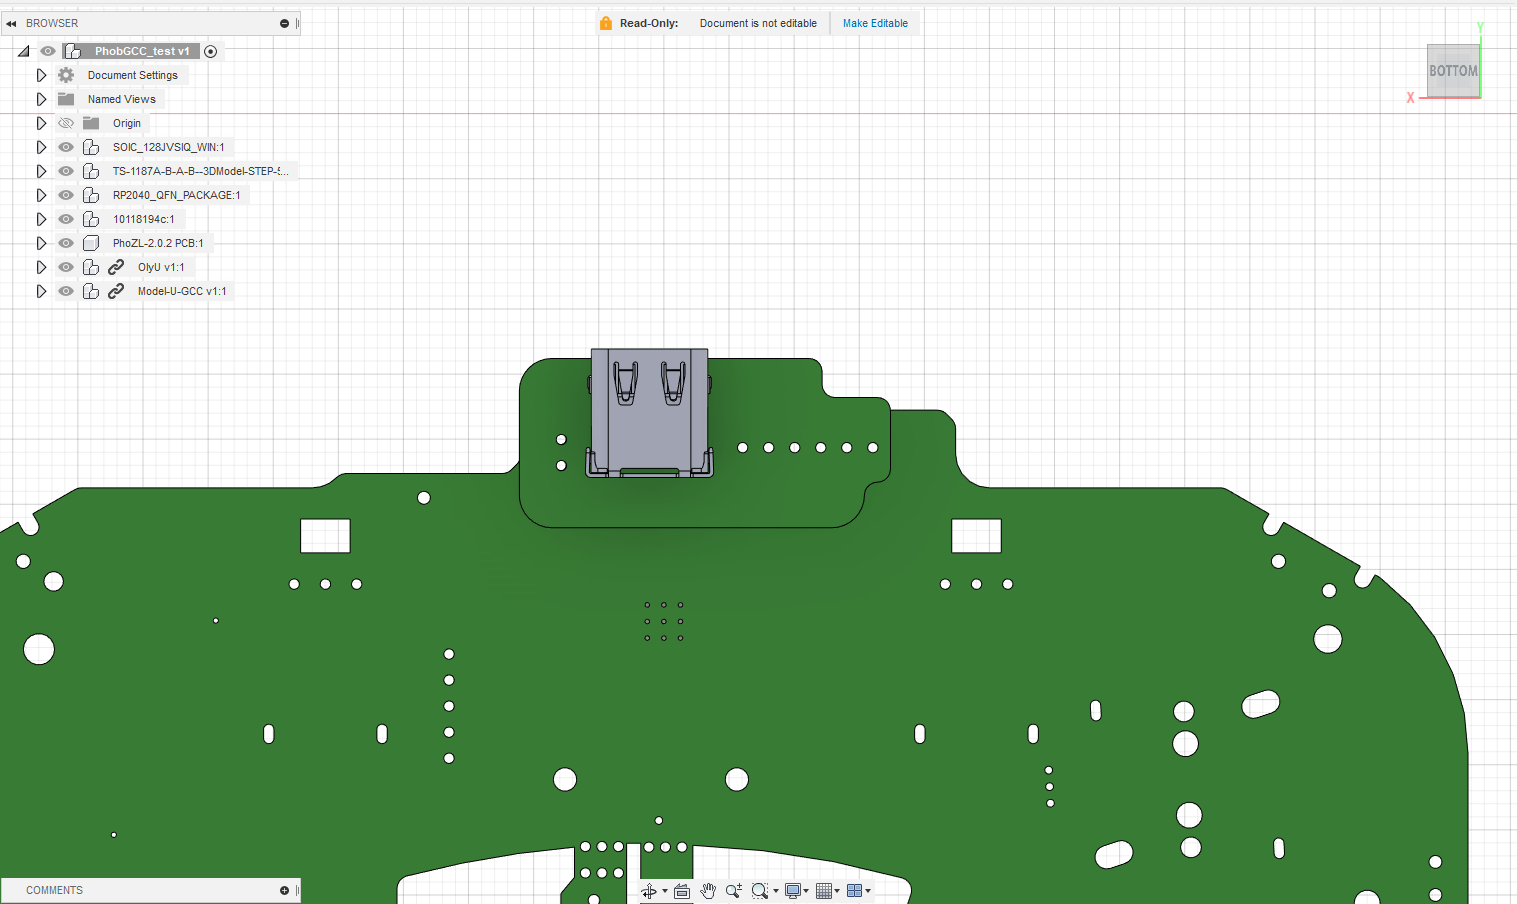 BROWSER
Read-Only: Document is not editable Make Editable
Y
BOTTOM
X
PhobGCC_test v1
Document Settings
Named Views
Origin
SOIC_128JVSIQ_WIN:1
TS-1187A-B-A-B--3DModel-STEP-5...
RP2040_QFN_PACKAGE:1
10118194c:1
PhoZL-2.0.2 PCB:1
OlyU v1:1
Model-U-GCC v1:1
COMMENTS